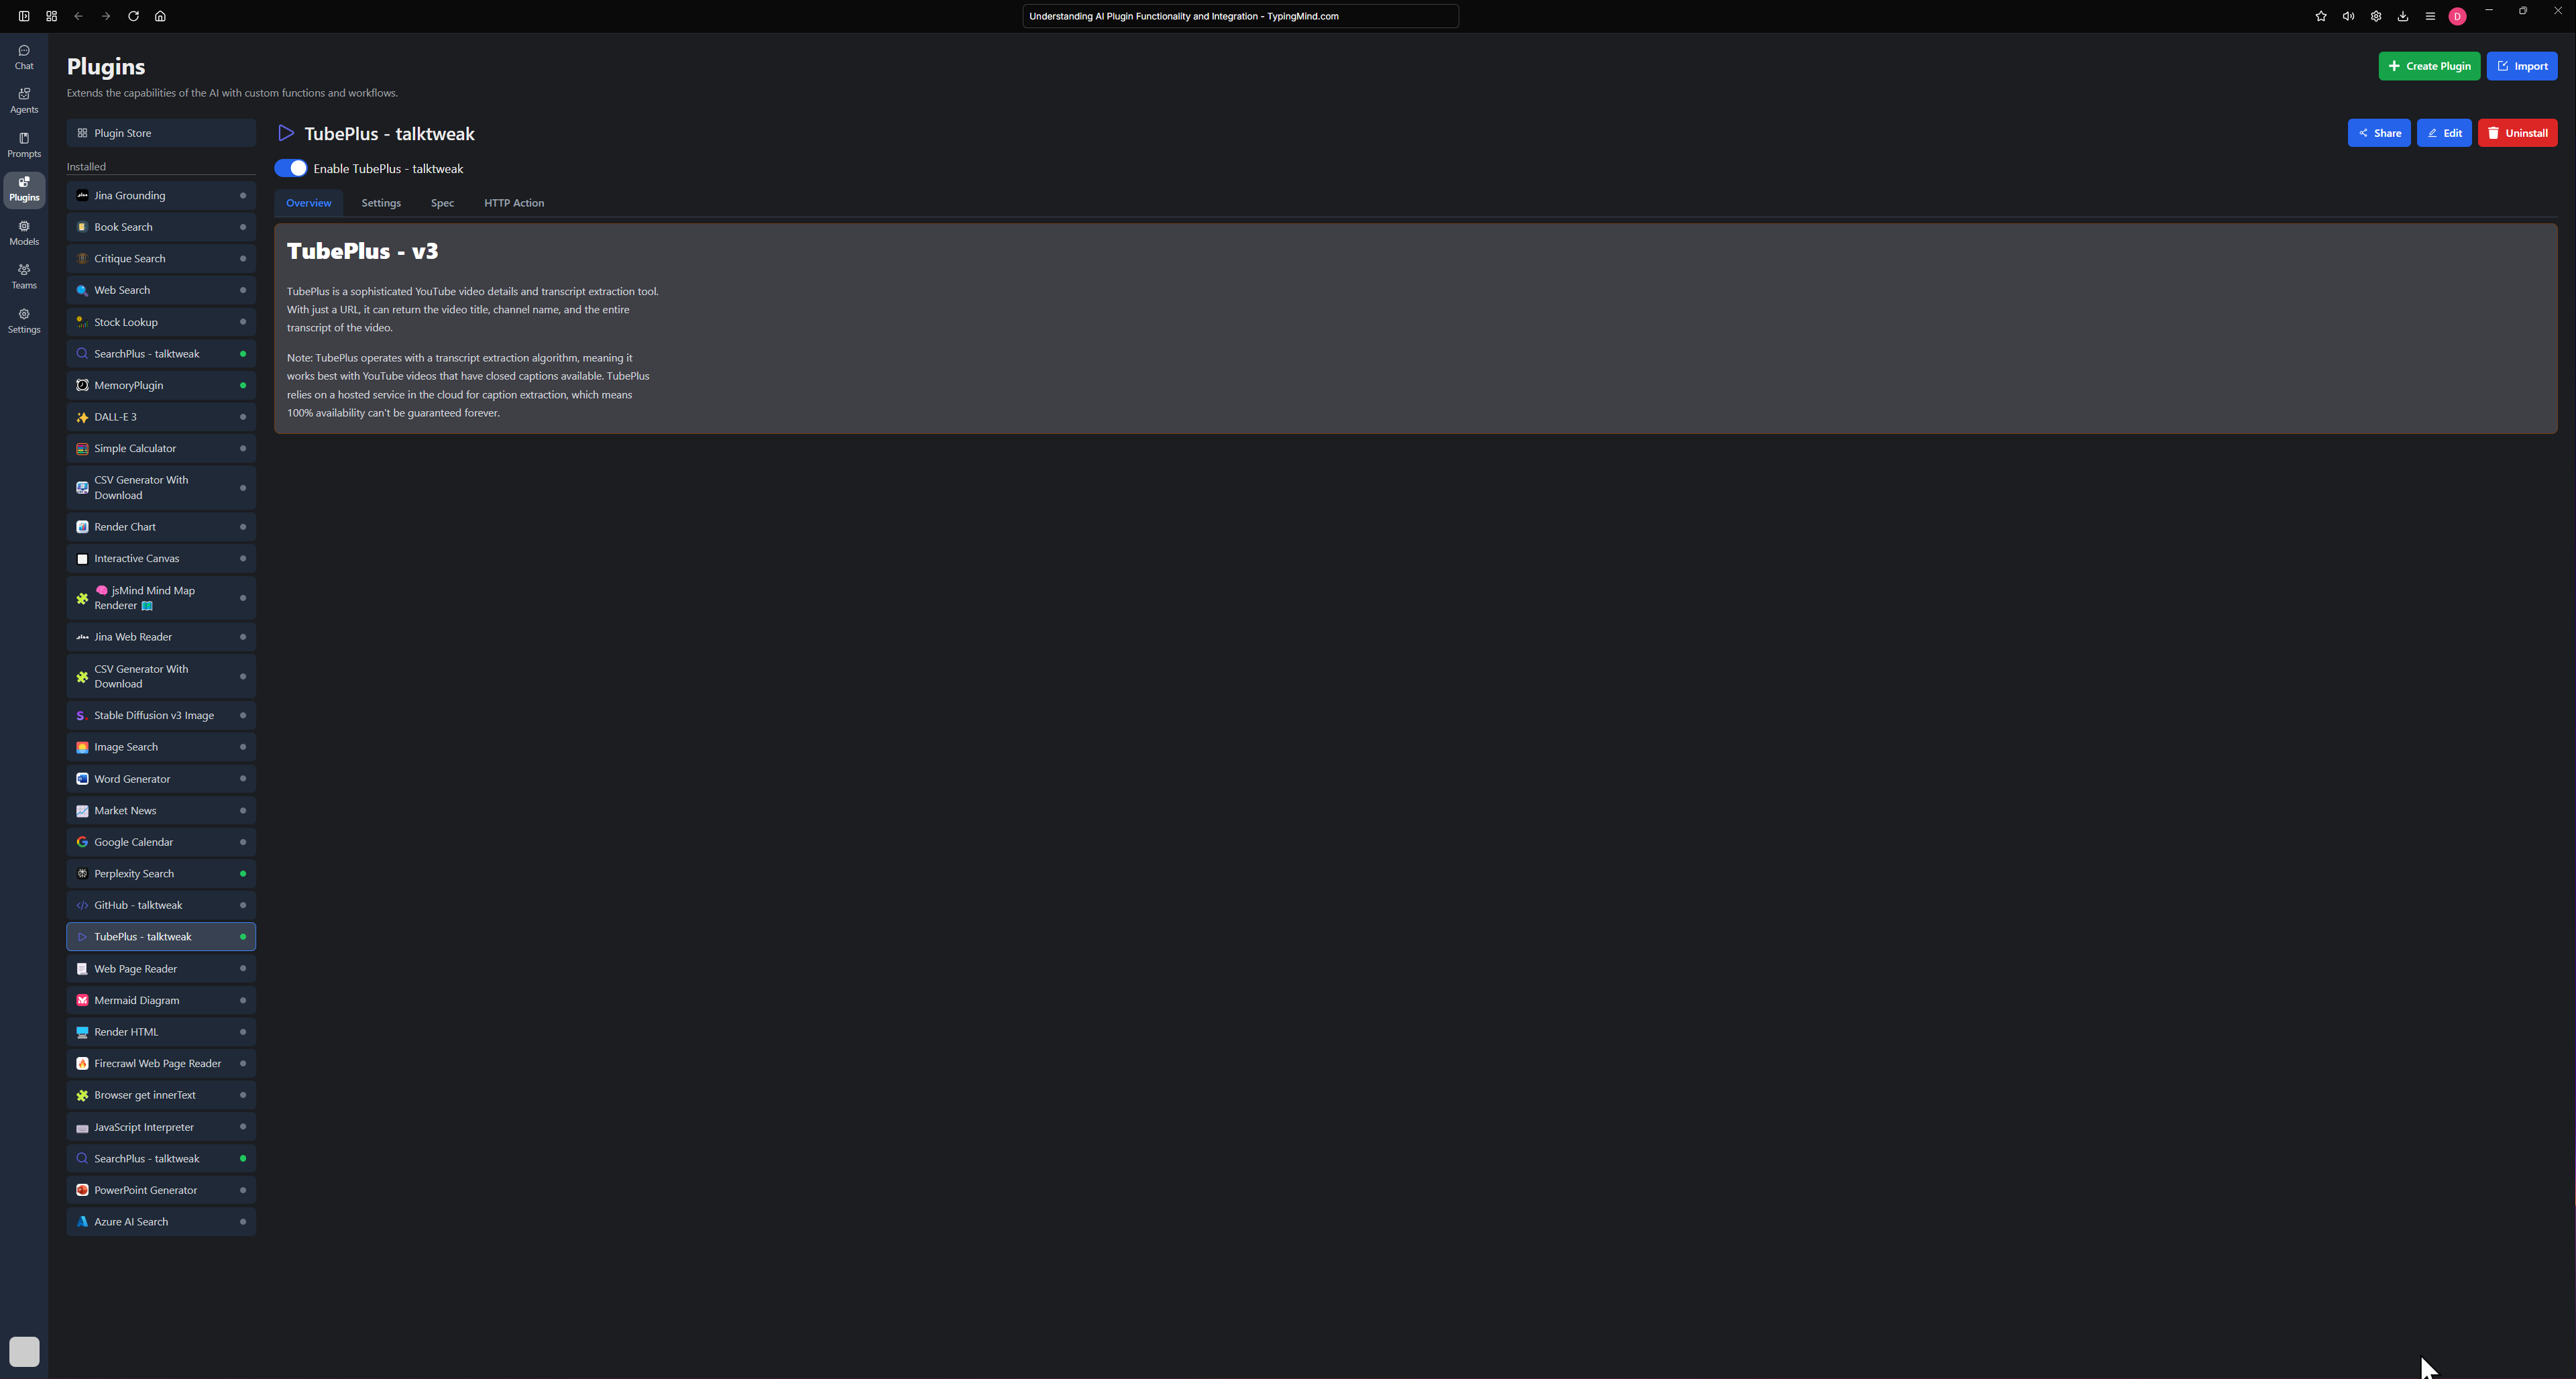 Understanding AI Plugin Functionality and Integration - TypingMind.com
D
Chat
Agents
Prompts
Plugins
Models
Teams
Settings
Plugins
Extends the capabilities of the AI with custom functions and workflows.
Create Plugin
Import
Plugin Store
Installed
Jina Grounding
Book Search
Critique Search
Web Search
Stock Lookup
SearchPlus - talktweak
MemoryPlugin
DALL-E 3
Simple Calculator
CSV Generator With
Download
Render Chart
Interactive Canvas
🧠 jsMind Mind Map
Renderer 🗺️
Jina Web Reader
CSV Generator With
Download
Stable Diffusion v3 Image
Image Search
Word Generator
Market News
Google Calendar
Perplexity Search
GitHub - talktweak
TubePlus - talktweak
Web Page Reader
Mermaid Diagram
Render HTML
Firecrawl Web Page Reader
Browser get innerText
JavaScript Interpreter
SearchPlus - talktweak
PowerPoint Generator
Azure AI Search
TubePlus - talktweak
Share
Edit
Uninstall
Enable TubePlus - talktweak
Overview
Settings
Spec
HTTP Action
TubePlus - v3
TubePlus is a sophisticated YouTube video details and transcript extraction tool.
With just a URL, it can return the video title, channel name, and the entire
transcript of the video.
Note: TubePlus operates with a transcript extraction algorithm, meaning it
works best with YouTube videos that have closed captions available. TubePlus
relies on a hosted service in the cloud for caption extraction, which means
100% availability can't be guaranteed forever.